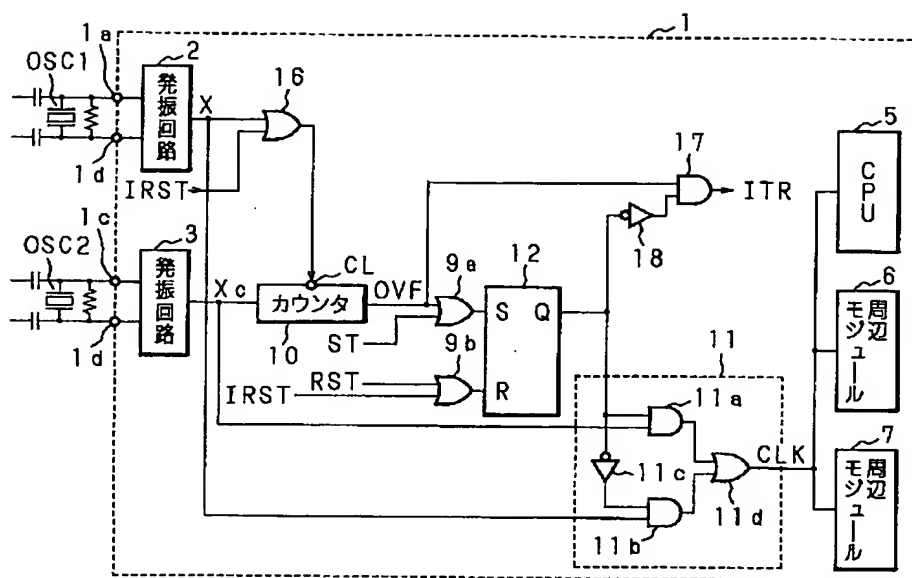 1
1a
OSC1
2
発振回路
X
16
1d
IRST
17
ITR
18
5
CPU
1c
OSC2
3
発振回路
Xc
CL
カウンタ
10
OVF
9a
ST
12
S Q
R
9b
RST
IRST
1d
6
周辺モジュール
11
11a
11c
11b
11d
CLK
7
周辺モジュール